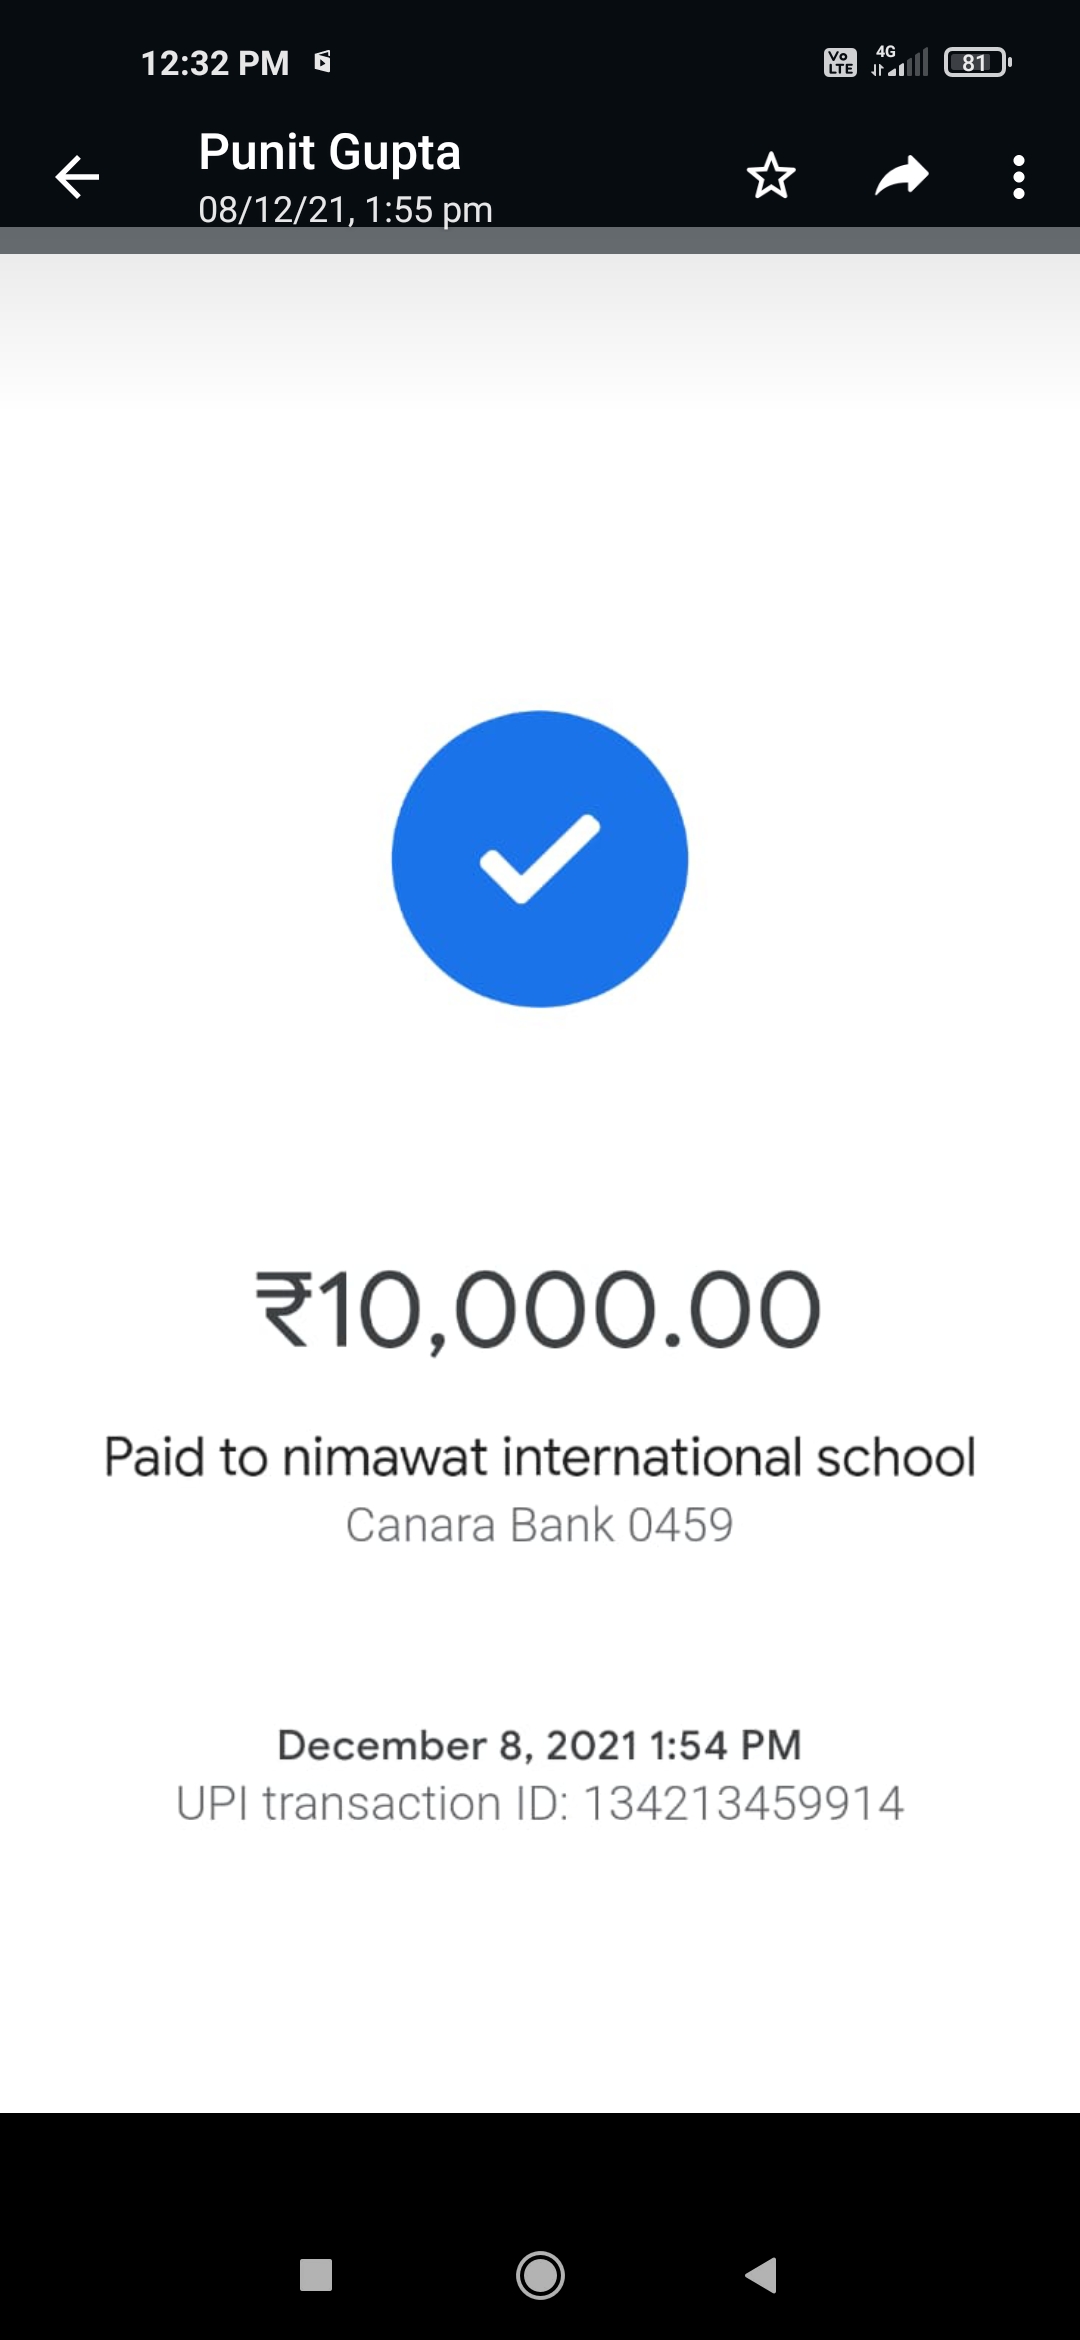 12:32 PM
Vo LTE
4G
81
Punit Gupta
08/12/21, 1:55 pm
₹10,000.00
Paid to nimawat international school
Canara Bank 0459
December 8, 2021 1:54 PM
UPI transaction ID: 134213459914